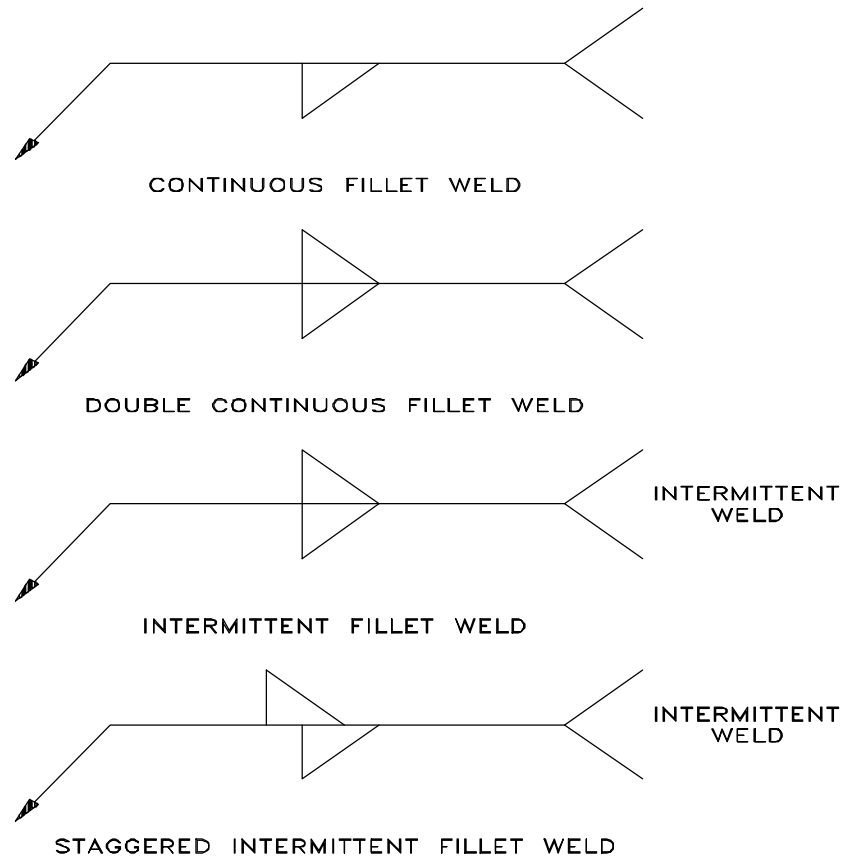 CONTINUOUS FILLET WELD
DOUBLE CONTINUOUS FILLET WELD
INTERMITTENT
WELD
INTERMITTENT FILLET WELD
INTERMITTENT
WELD
STAGGERED INTERMITTENT FILLET WELD